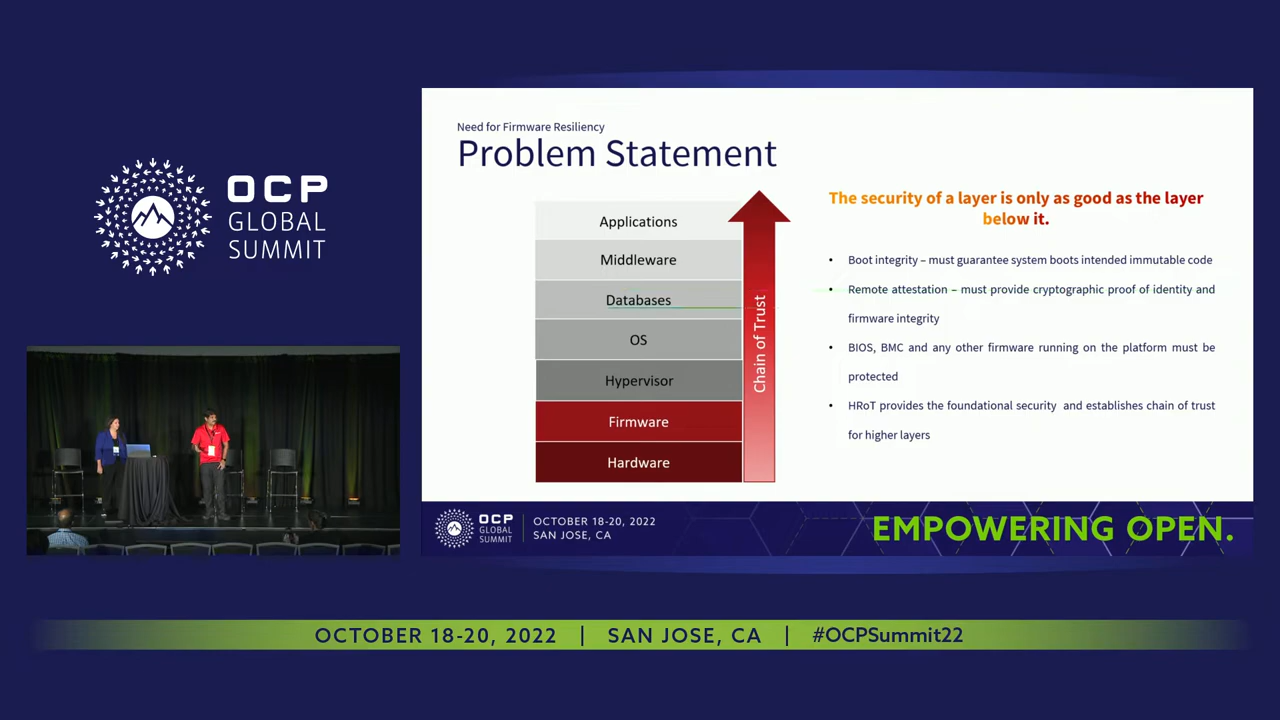 OCP
GLOBAL
SUMMIT
Need for Firmware Resiliency
Problem Statement
Applications
Middleware
Databases
OS
Hypervisor
Firmware
Hardware
Chain of Trust
The security of a layer is only as good as the layer
below it.
• Boot integrity – must guarantee system boots intended immutable code
• Remote attestation – must provide cryptographic proof of identity and
firmware integrity
• BIOS, BMC and any other firmware running on the platform must be
protected
• HRoT provides the foundational security and establishes chain of trust
for higher layers
OCP
GLOBAL
SUMMIT
OCTOBER 18-20, 2022
SAN JOSE, CA
EMPOWERING OPEN.
OCTOBER 18-20, 2022 | SAN JOSE, CA | #OCPSummit22